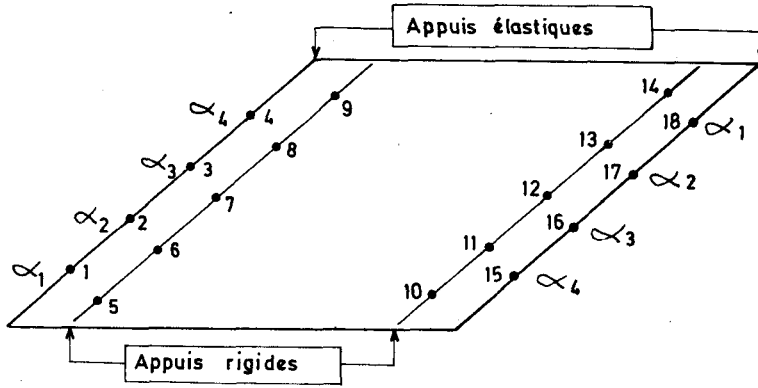 Appuis élastiques
α4 4 9 14
18 α1
α3 3 8 13
17 α2
α2 2 7 12
16 α3
α1 1 6 11
15 α4
5 10
Appuis rigides